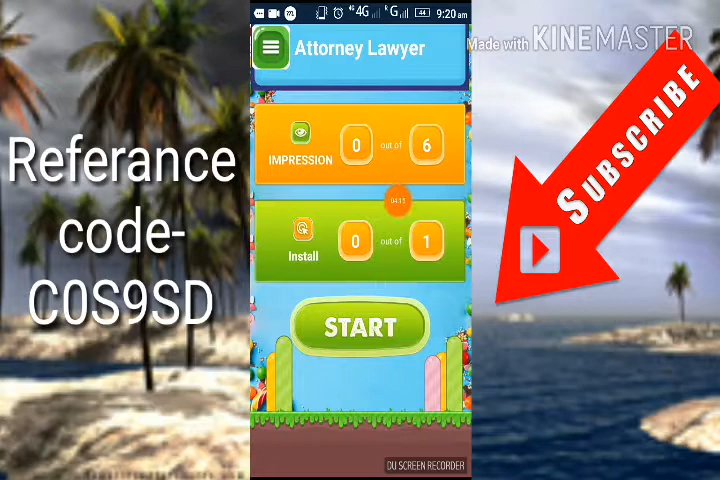 4G G 44 9:20 am
Attorney Lawyer
Made with KINEMASTER
SUBSCRIBE
Referance
code-
C0S9SD
IMPRESSION 0 out of 6
Install 0 out of 1
START
DU SCREEN RECORDER